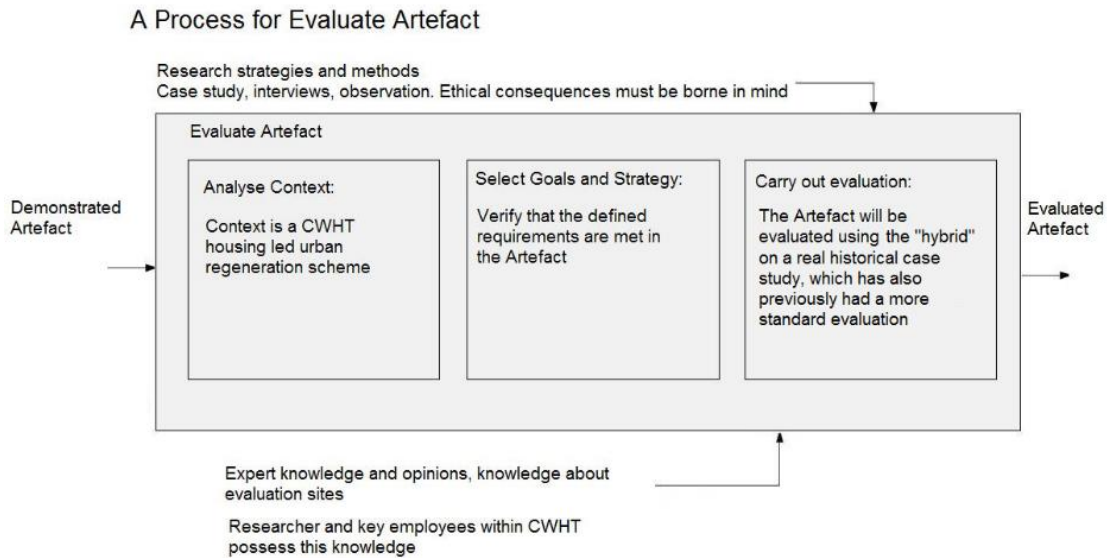 A Process for Evaluate Artefact
Research strategies and methods
Case study, interviews, observation. Ethical consequences must be borne in mind
Evaluate Artefact
Demonstrated
Artefact
Analyse Context:
Context is a CWHT
housing led urban
regeneration scheme
Select Goals and Strategy:
Verify that the defined
requirements are met in
the Artefact
Carry out evaluation:
The Artefact will be
evaluated using the "hybrid"
on a real historical case
study, which has also
previously had a more
standard evaluation
Evaluated
Artefact
Expert knowledge and opinions, knowledge about
evaluation sites
Researcher and key employees within CWHT
possess this knowledge